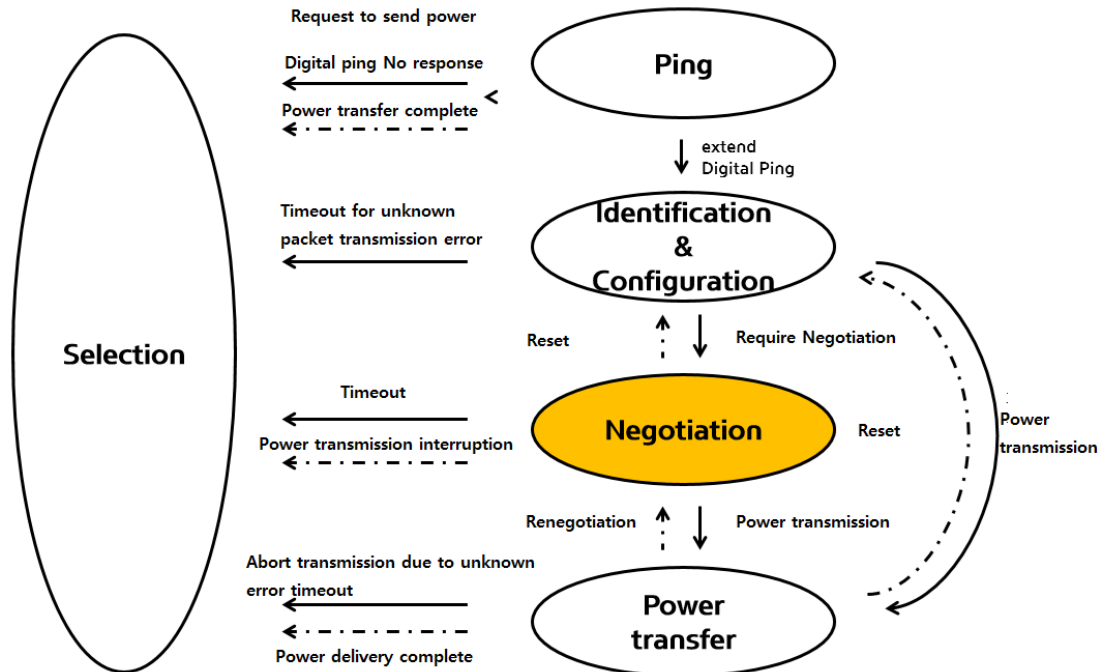 Request to send power
Digital ping No response
Power transfer complete
Ping
extend
Digital Ping
Timeout for unknown
packet transmission error
Identification
&
Configuration
Selection
Reset
Require Negotiation
Timeout
Power transmission interruption
Negotiation
Reset
:
Power
transmission
Renegotiation
Power transmission
Abort transmission due to unknown
error timeout
Power delivery complete
Power
transfer